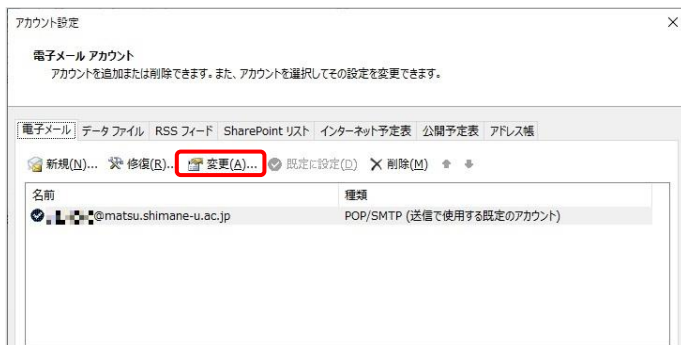 アカウント設定
電子メール アカウント
アカウントを追加または削除できます。また、アカウントを選択してその設定を変更できます。
電子メール データ ファイル RSS フィード SharePoint リスト インターネット予定表 公開予定表 アドレス帳
新規(N)... 修復(R)... 変更(A)... 既定に設定(D) 削除(M)
名前 種類
@matsu.shimane-u.ac.jp POP/SMTP (送信で使用する既定のアカウント)